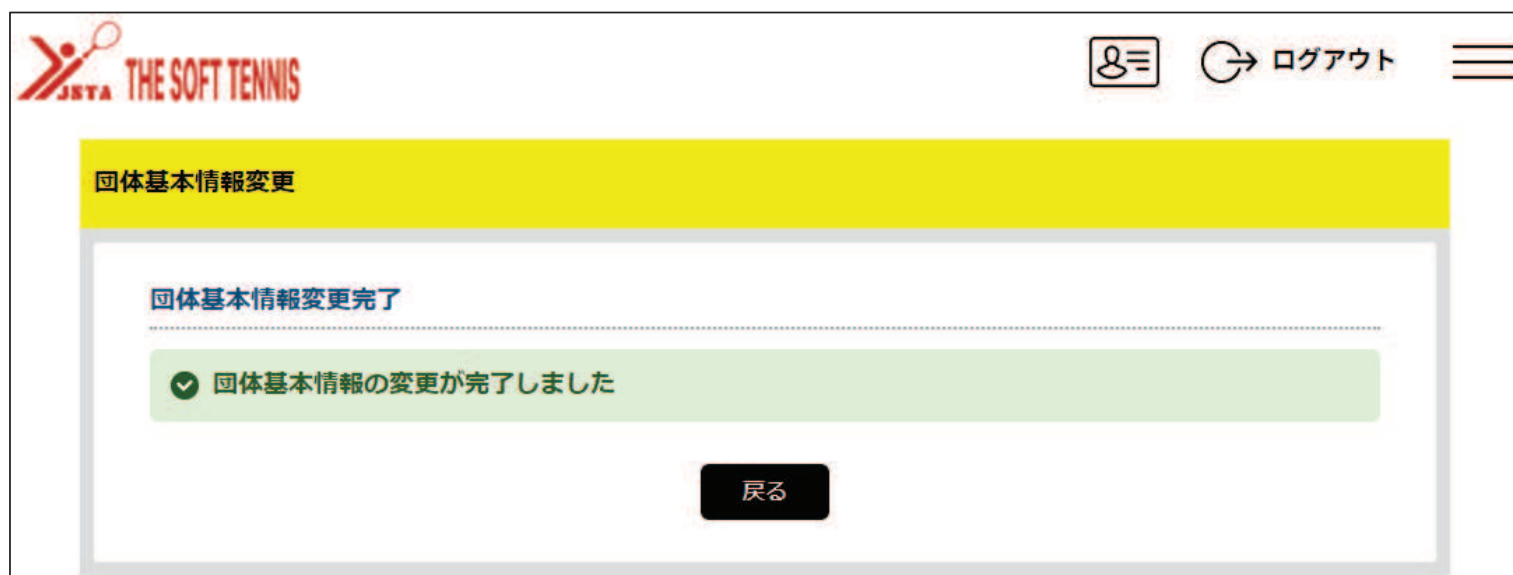 JSTA THE SOFT TENNIS
ログアウト
団体基本情報変更
団体基本情報変更完了
団体基本情報の変更が完了しました
戻る